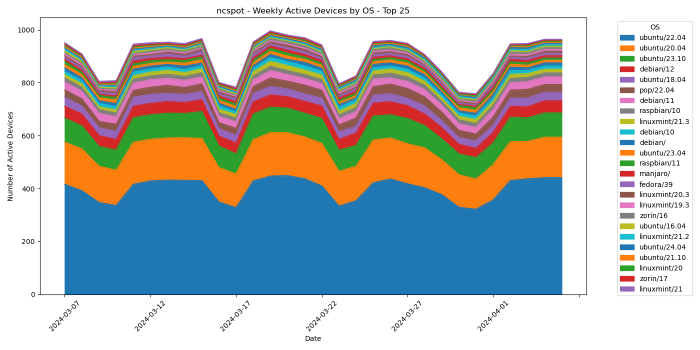 ncspot - Weekly Active Devices by OS - Top 25
Number of Active Devices
1000
800
600
400
200
0
2024-03-07
2024-03-12
2024-03-17
2024-03-22
2024-03-27
2024-04-01
Date
OS
ubuntu/22.04
ubuntu/20.04
ubuntu/23.10
debian/12
ubuntu/18.04
pop/22.04
debian/11
raspbian/10
linuxmint/21.3
debian/10
debian/
ubuntu/23.04
raspbian/11
manjaro/
fedora/39
linuxmint/20.3
linuxmint/19.3
zorin/16
ubuntu/16.04
linuxmint/21.2
ubuntu/24.04
ubuntu/21.10
linuxmint/20
zorin/17
linuxmint/21